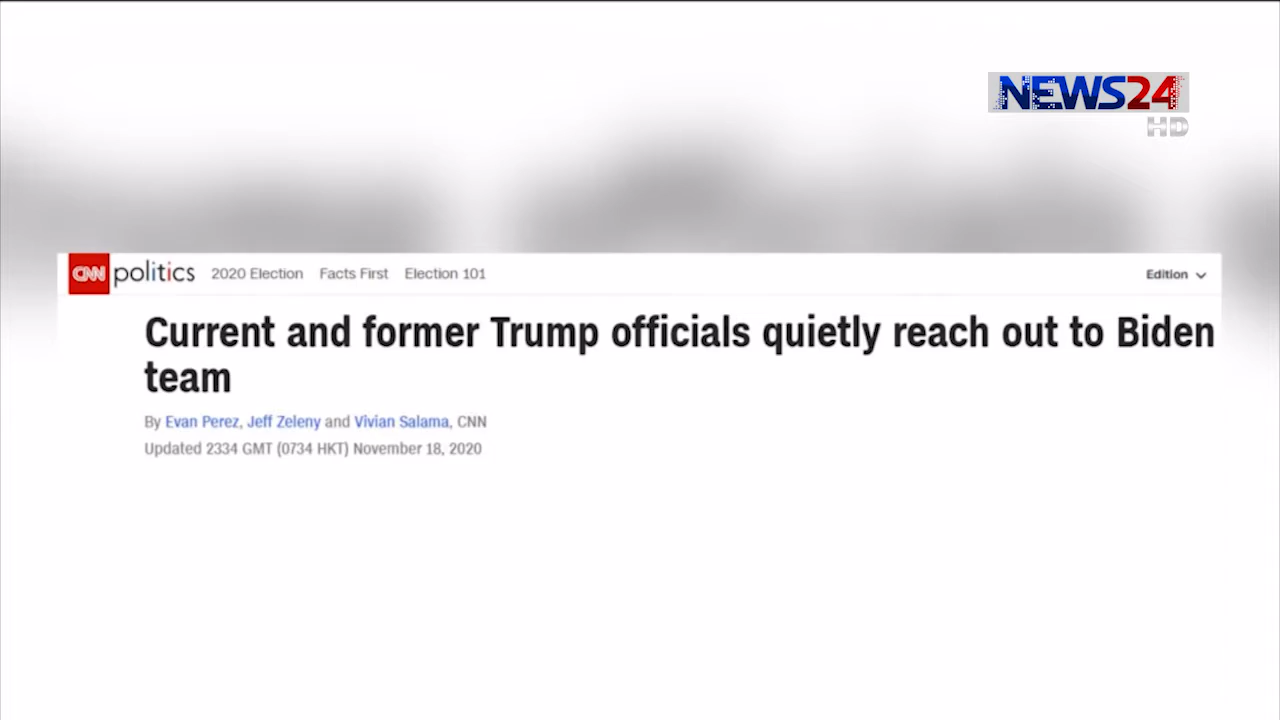 NEWS24
HD
CNN politics 2020 Election Facts First Election 101 Edition
Current and former Trump officials quietly reach out to Biden
team
By Evan Perez, Jeff Zeleny and Vivian Salama, CNN
Updated 2334 GMT (0734 HKT) November 18, 2020